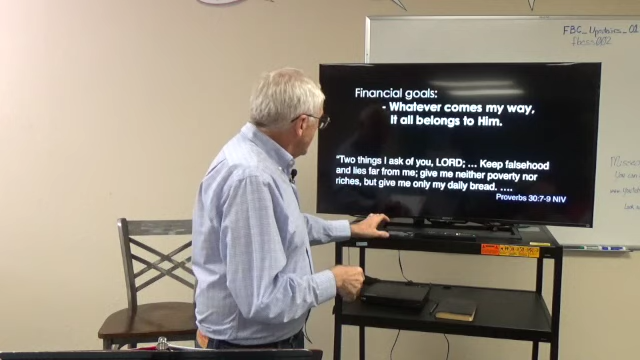 FBC_Updates_
Financial goals:
- Whatever comes my way,
It all belongs to Him.
"Two things I ask of you, LORD; ... Keep falsehood
and lies far from me; give me neither poverty nor
riches, but give me only my daily bread. ....
Proverbs 30:7-9 NIV